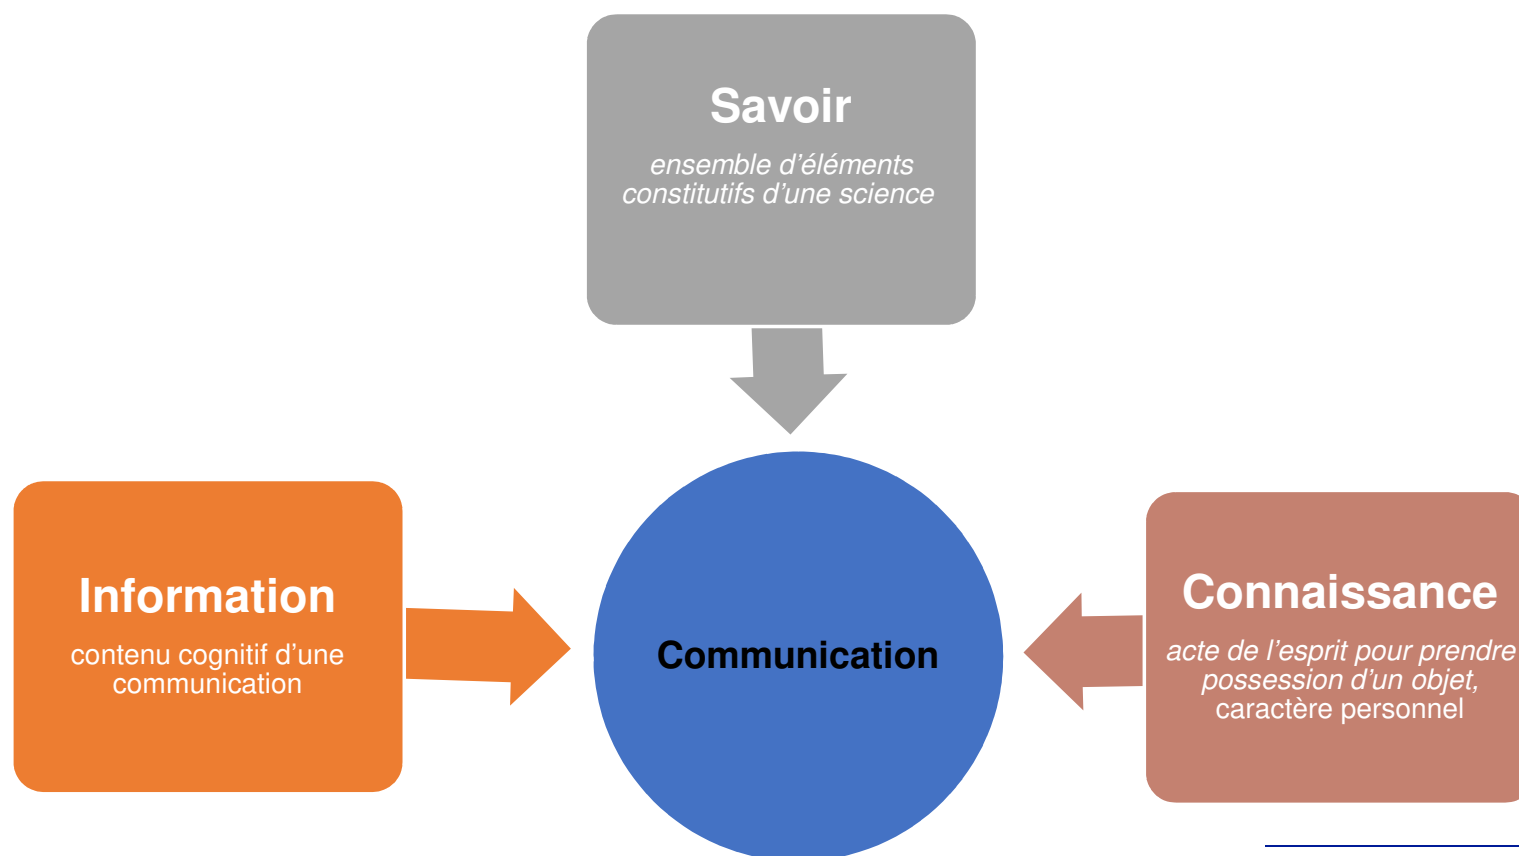 Savoir
ensemble d’éléments
constitutifs d’une science
Information
contenu cognitif d’une
communication
Communication
Connaissance
acte de l’esprit pour prendre
possession d’un objet,
caractère personnel